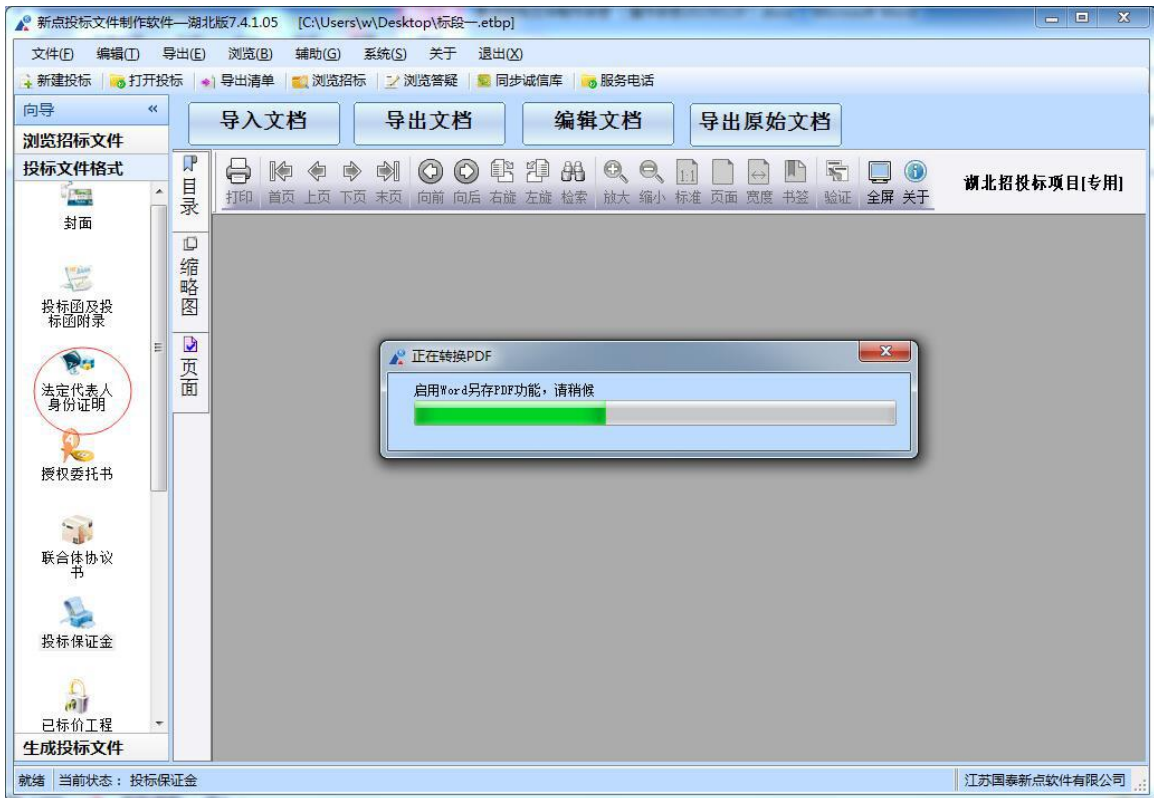 新点投标文件制作软件—湖北版7.4.1.05 [C:\Users\w\Desktop\标段一.etbp]
文件(F) 编辑(T) 导出(E) 浏览(B) 辅助(G) 系统(S) 关于 退出(X)
新建投标 打开投标 导出清单 浏览招标 浏览答疑 同步诚信库 服务电话
向导 «
导入文档 导出文档 编辑文档 导出原始文档
浏览招标文件
投标文件格式
目录
缩略图
页面
打印 首页 上页 下页 末页 向前 向后 右旋 左旋 检索 放大 缩小 标准 页面 宽度 书签 验证 全屏 关于
湖北招投标项目[专用]
封面
投标函及投
标函附录
法定代表人
身份证明
授权委托书
联合体协议
书
投标保证金
已标价工程
生成投标文件
正在转换PDF
启用Word另存PDF功能，请稍候
就绪 当前状态：投标保证金 江苏国泰新点软件有限公司